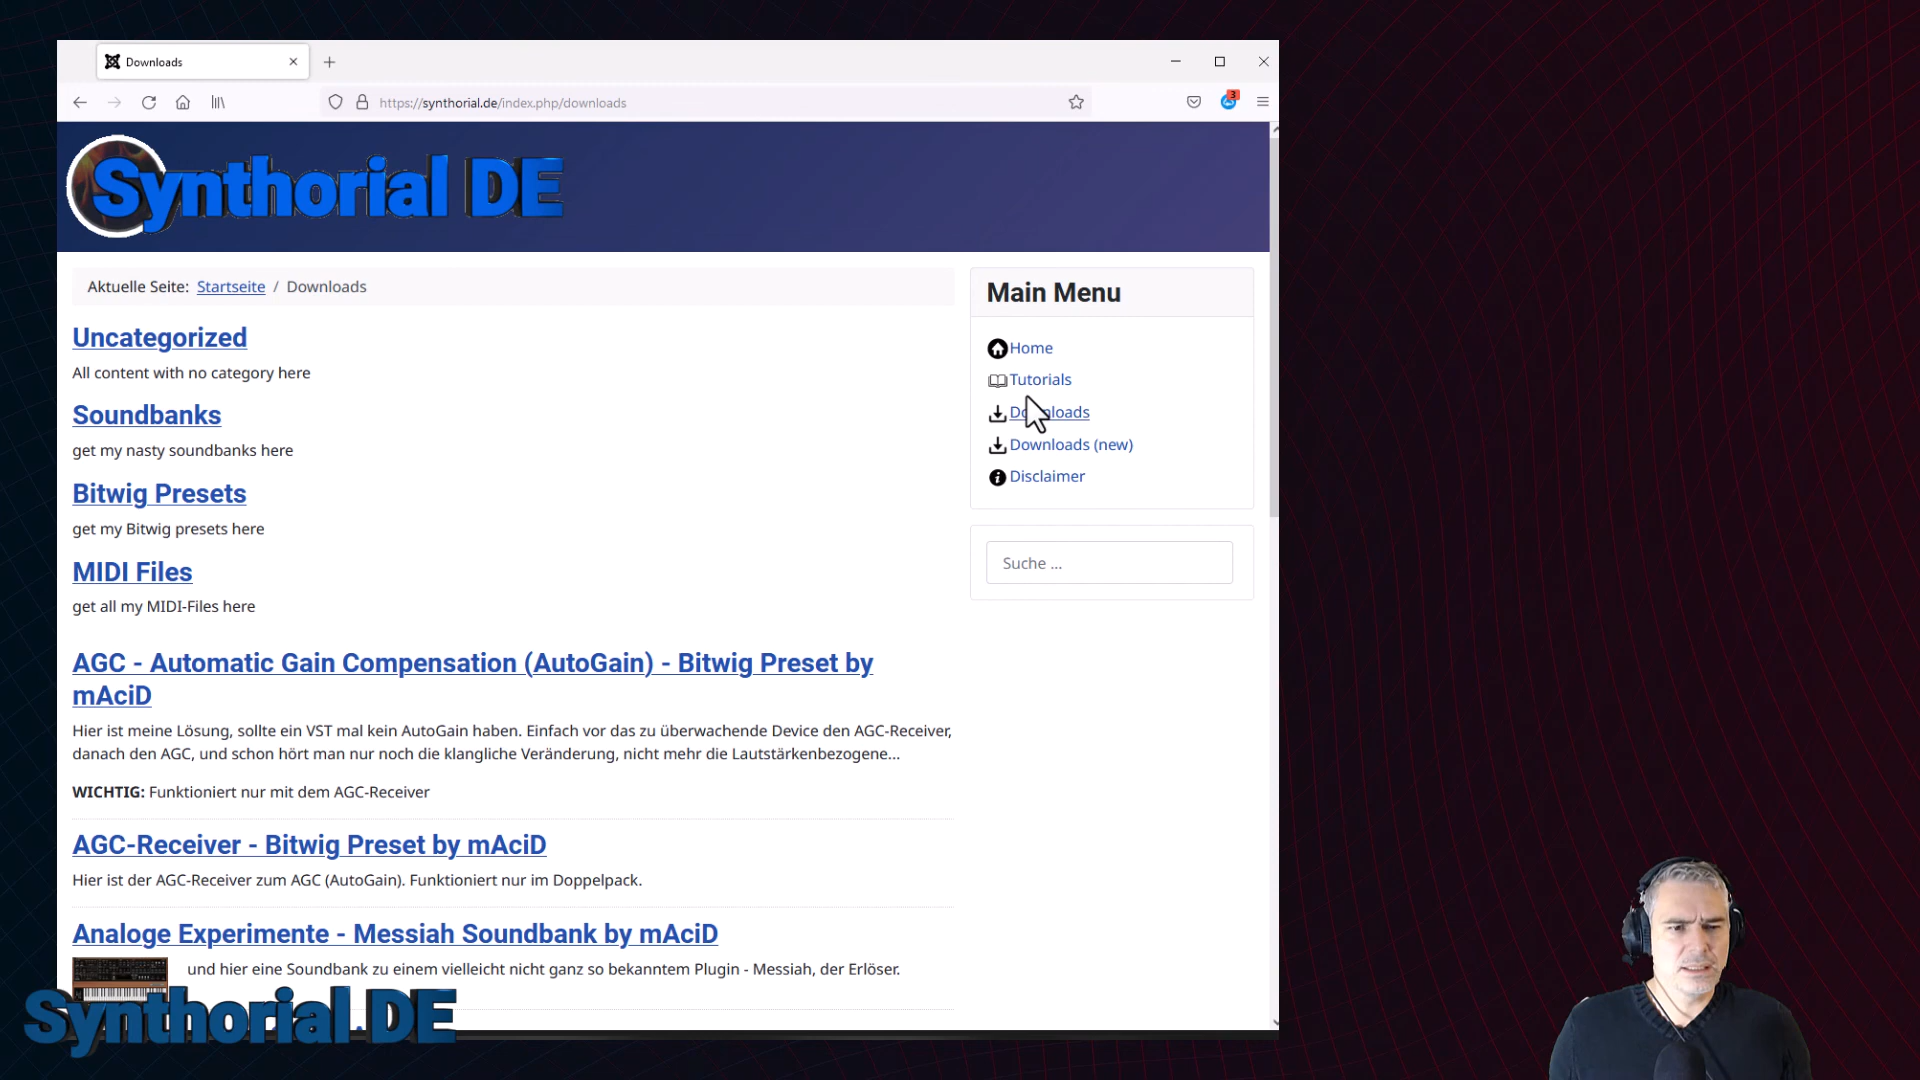 Downloads
3
https://synthorial.de/index.php/downloads
Synthorial DE
Aktuelle Seite: Startseite / Downloads
Uncategorized
All content with no category here
Soundbanks
get my nasty soundbanks here
Bitwig Presets
get my Bitwig presets here
MIDI Files
get all my MIDI-Files here
AGC - Automatic Gain Compensation (AutoGain) - Bitwig Preset by
mAciD
Hier ist meine Lösung, sollte ein VST mal kein AutoGain haben. Einfach vor das zu überwachende Device den AGC-Receiver,
danach den AGC, und schon hört man nur noch die klangliche Veränderung, nicht mehr die Lautstärkenbezogene...
WICHTIG: Funktioniert nur mit dem AGC-Receiver
AGC-Receiver - Bitwig Preset by mAciD
Hier ist der AGC-Receiver zum AGC (AutoGain). Funktioniert nur im Doppelpack.
Analoge Experimente - Messiah Soundbank by mAciD
und hier eine Soundbank zu einem vielleicht nicht ganz so bekanntem Plugin - Messiah, der Erlöser.
Main Menu
Home
Tutorials
Downloads
Downloads (new)
Disclaimer
Suche ...
Synthorial DE